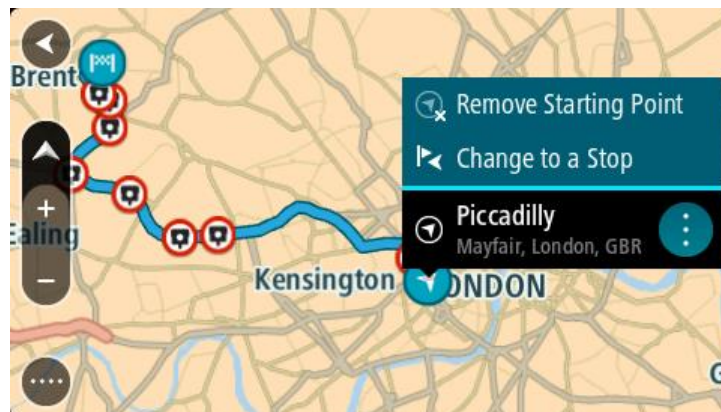 Brent
Remove Starting Point
Change to a Stop
Piccadilly
Mayfair, London, GBR
Ealing
Kensington
ONDON
G